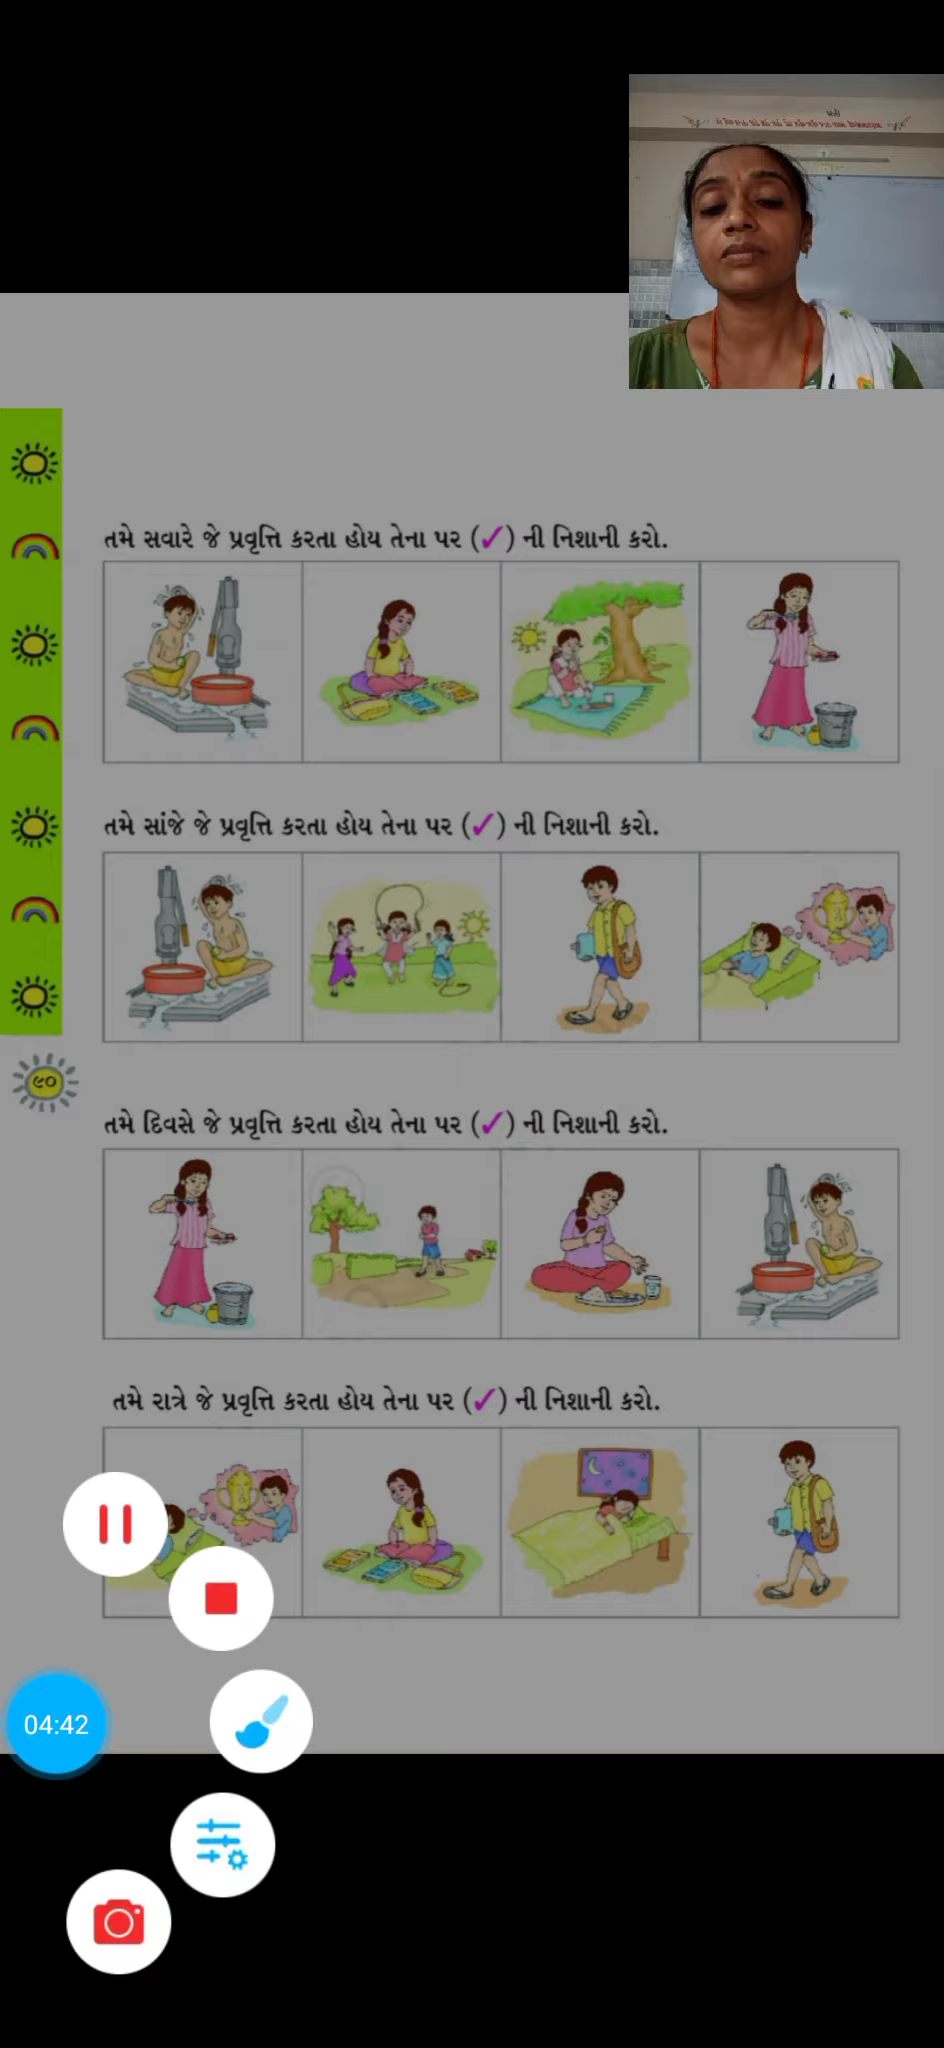 તમે સવારે જે પ્રવૃત્તિ કરતા હોય તેના પર (✓) ની નિશાની કરો.
તમે સાંજે જે પ્રવૃત્તિ કરતા હોય તેના પર (✓) ની નિશાની કરો.
૯૦
તમે દિવસે જે પ્રવૃત્તિ કરતા હોય તેના પર (✓) ની નિશાની કરો.
તમે રાત્રે જે પ્રવૃત્તિ કરતા હોય તેના પર (✓) ની નિશાની કરો.
04:42